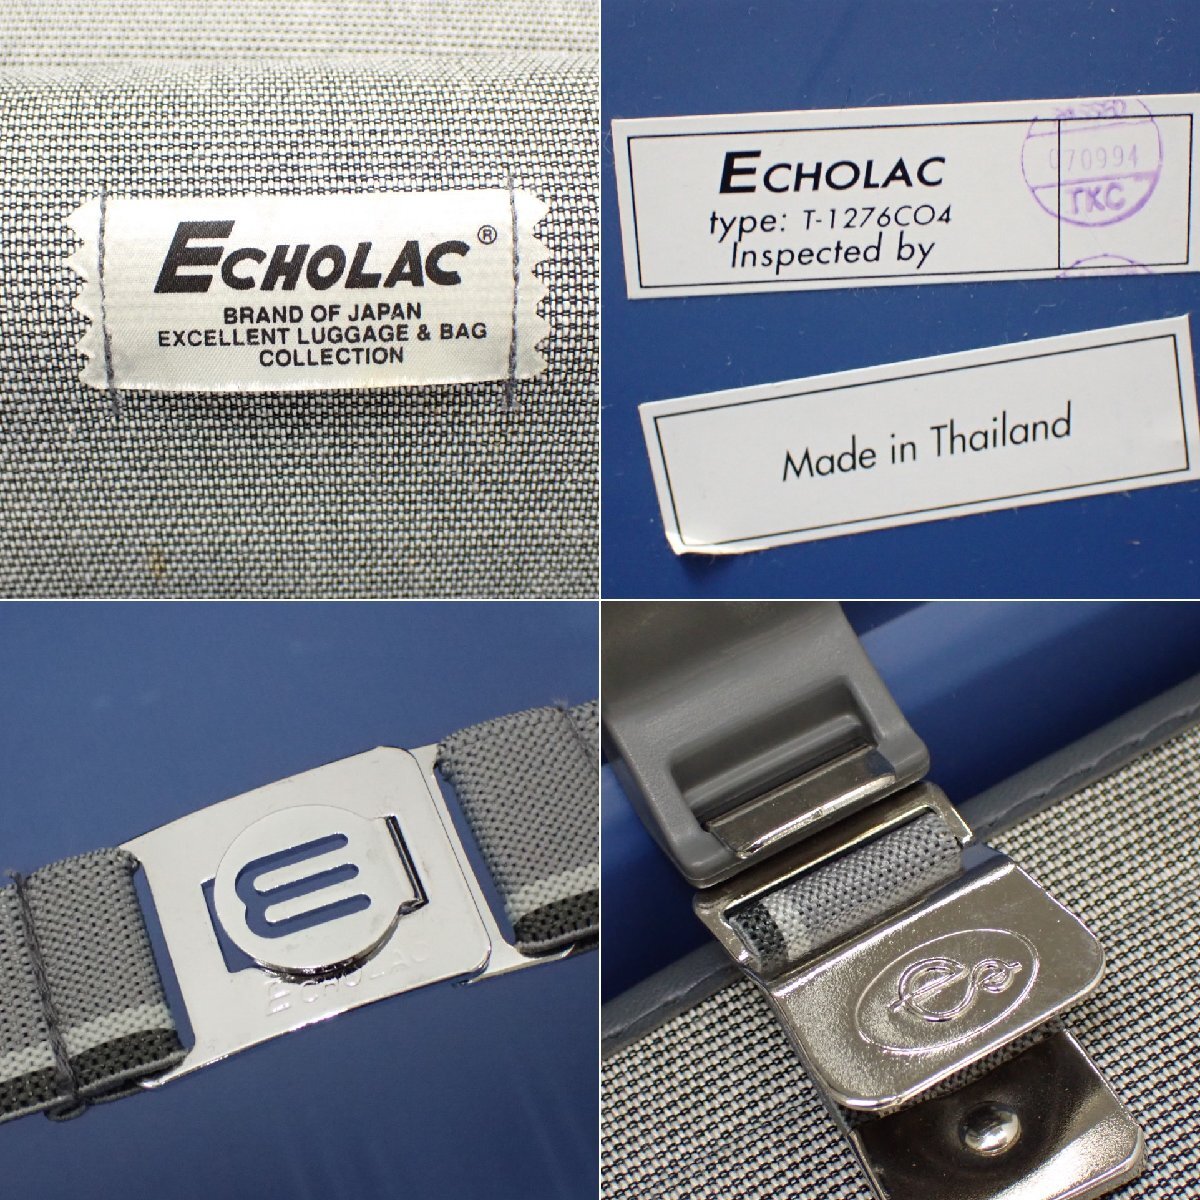 ECHOLAC®
BRAND OF JAPAN
EXCELLENT LUGGAGE & BAG
COLLECTION
ECHOLAC
type: T-1276CO4
Inspected by
070994
TKC
Made in Thailand
ECHOLAC